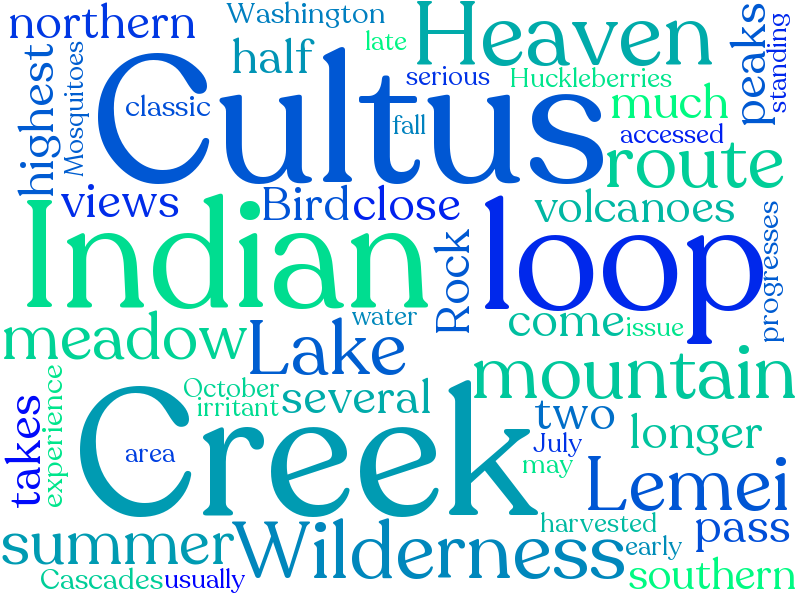 northern
Washington
late
Heaven
peaks
standing
highest
Mosquitoes
half
serious
Huckleberries
Cultus
classic
fall
much
accessed
route
views
Bird
close
volcanoes
Indian
loop
Rock
progresses
water
come
issue
meadow
Lake
mountain
October
irritant
several
experience
takes
Creek
two
July
longer
area
may
Lemei
harvested
pass
summer
Wilderness
early
Cascades
usually
southern